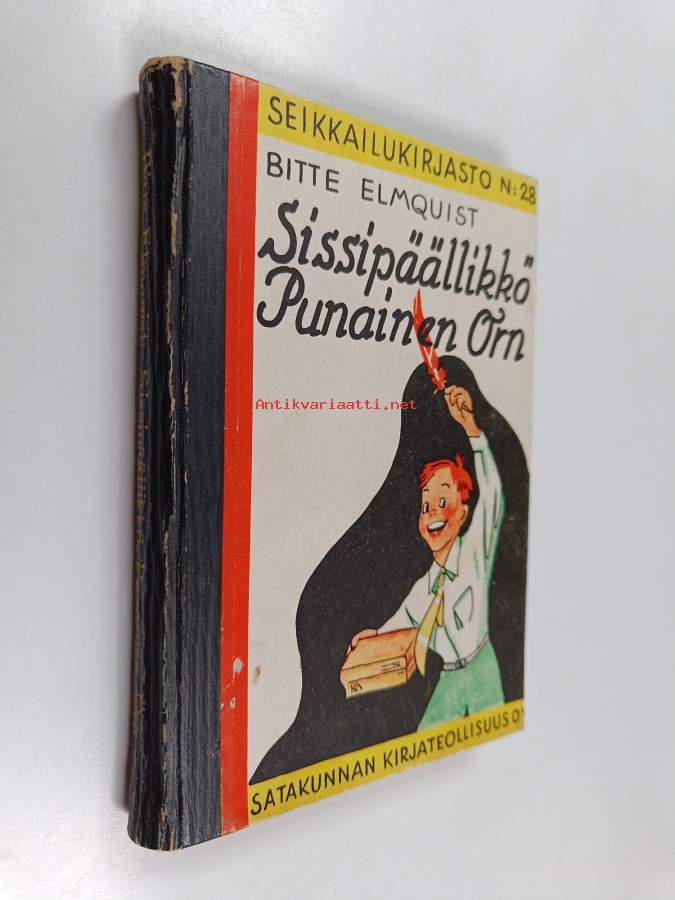 SEIKKAILUKIRJASTO N:28
BITTE ELMQUIST
Sissipäällikkö
Punainen Orn
Antikvariaatti.net
SATAKUNNAN KIRJATEOLLISUUS OY